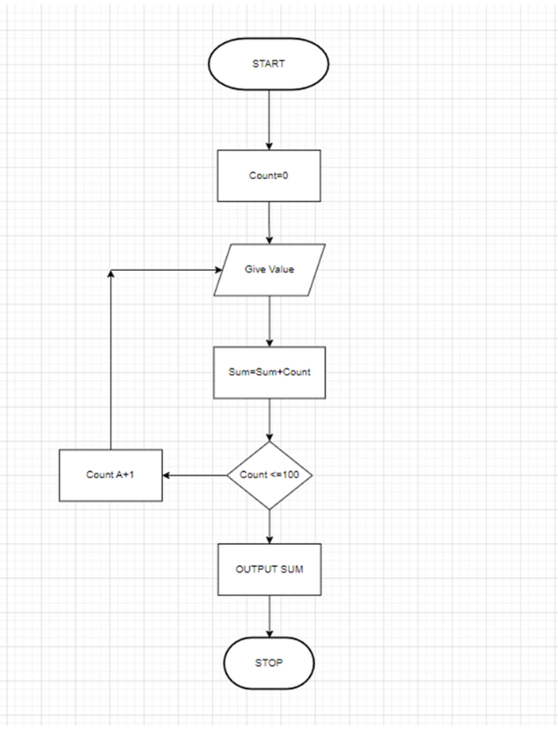 START
Count=0
Give Value
Sum=Sum+Count
Count <=100
Count A+1
OUTPUT SUM
STOP